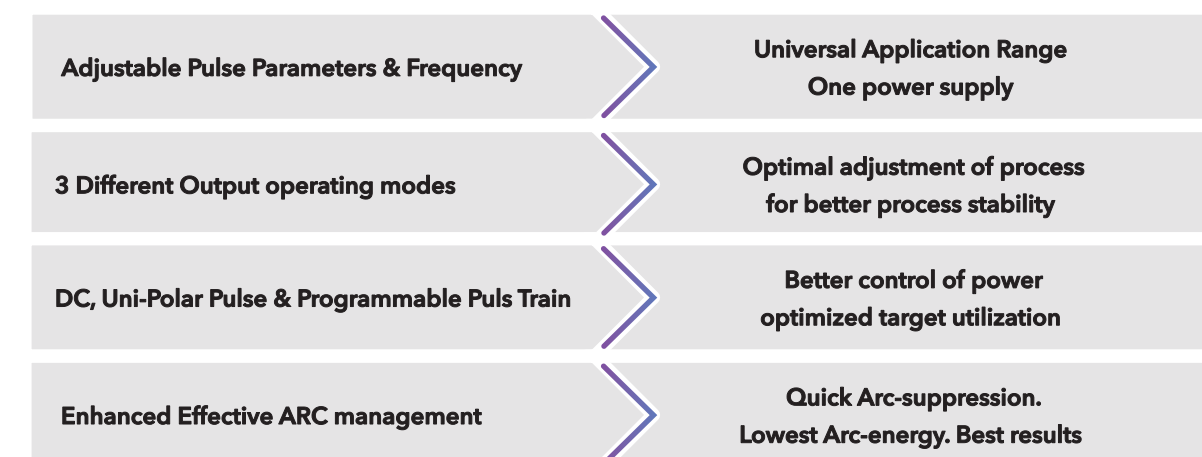 Adjustable Pulse Parameters & Frequency
Universal Application Range
One power supply
3 Different Output operating modes
Optimal adjustment of process
for better process stability
DC, Uni-Polar Pulse & Programmable Puls Train
Better control of power
optimized target utilization
Enhanced Effective ARC management
Quick Arc-suppression.
Lowest Arc-energy. Best results